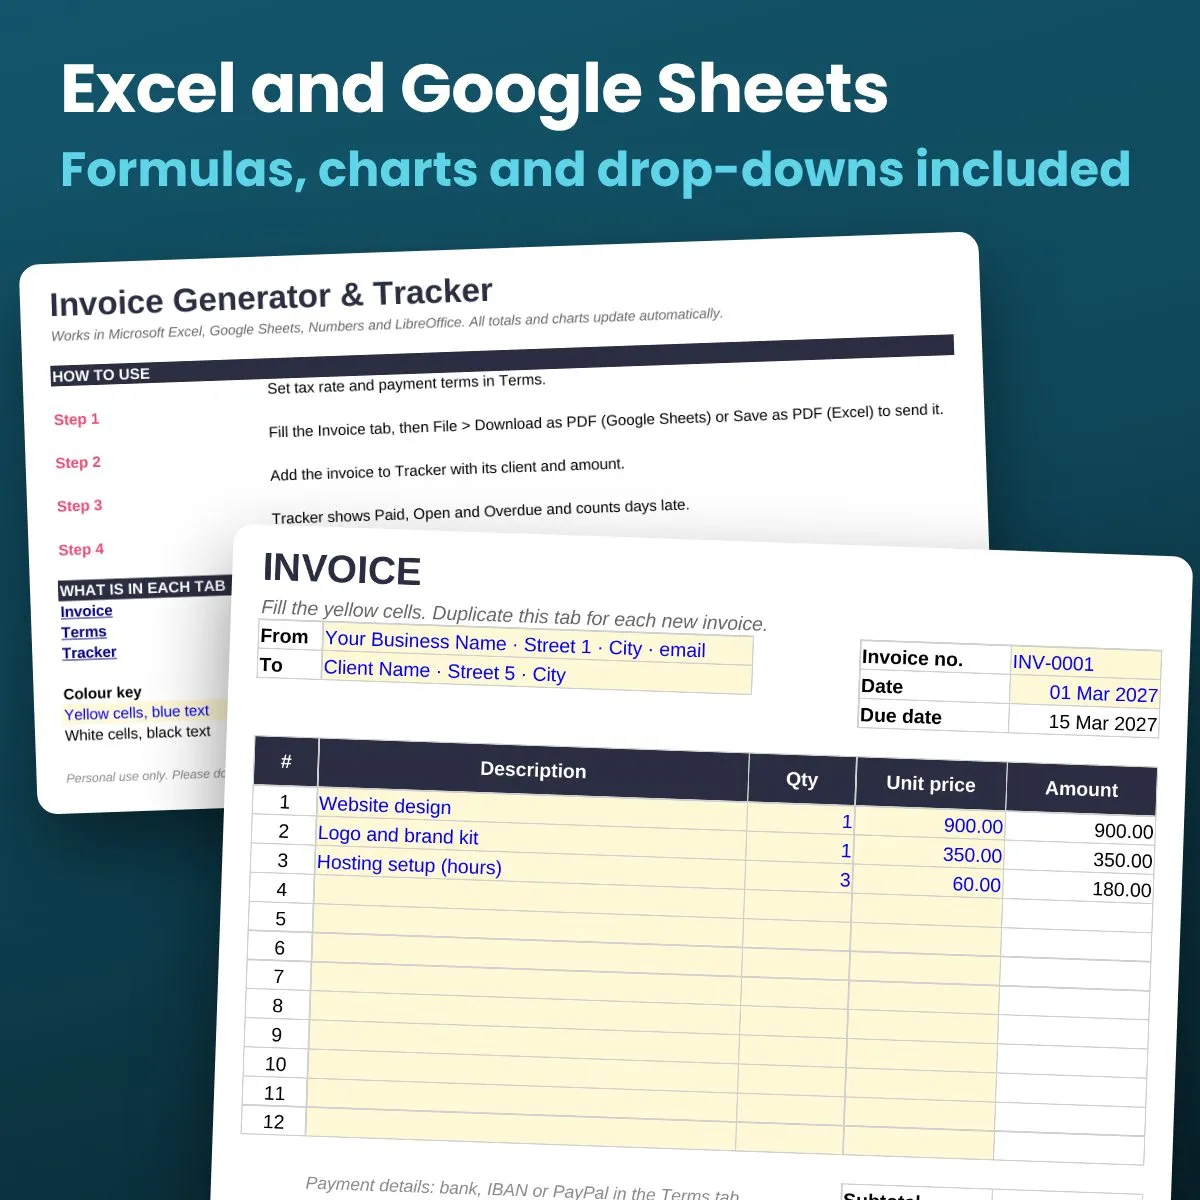 Excel and Google Sheets
Formulas, charts and drop-downs included
Invoice Generator & Tracker
Works in Microsoft Excel, Google Sheets, Numbers and LibreOffice. All totals and charts update automatically.
HOW TO USE
Set tax rate and payment terms in Terms.
Step 1
Fill the Invoice tab, then File > Download as PDF (Google Sheets) or Save as PDF (Excel) to send it.
Step 2
Add the invoice to Tracker with its client and amount.
Step 3
Tracker shows Paid, Open and Overdue and counts days late.
Step 4
WHAT IS IN EACH TAB
Invoice
Terms
Tracker
Colour key
Yellow cells, blue text
White cells, black text
Personal use only. Please do
INVOICE
Fill the yellow cells. Duplicate this tab for each new invoice.
From Your Business Name · Street 1 · City · email
To Client Name · Street 5 · City
Invoice no. INV-0001
Date 01 Mar 2027
Due date 15 Mar 2027
# Description Qty Unit price Amount
1 Website design 1 900.00 900.00
2 Logo and brand kit 1 350.00 350.00
3 Hosting setup (hours) 3 60.00 180.00
4
5
6
7
8
9
10
11
12
Payment details: bank, IBAN or PayPal in the Terms tab
Subtotal